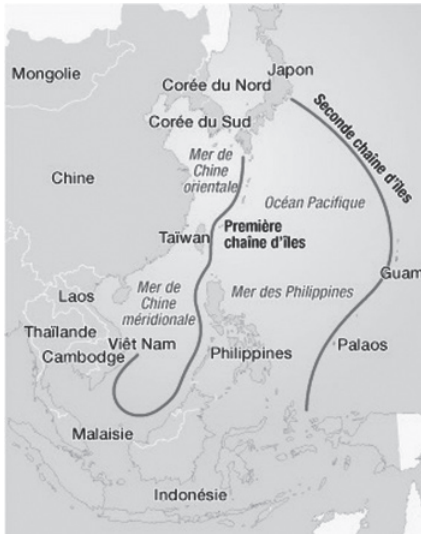 Mongolie
Japon
Corée du Nord
Seconde chaîne d'îles
Corée du Sud
Mer de
Chine
orientale
Chine
Océan Pacifique
Première
chaîne d'îles
Taïwan
Guam
Laos
Mer de
Chine
méridionale
Mer des Philippines
Thaïlande
Viêt Nam
Cambodge
Philippines
Palaos
Malaisie
Indonésie